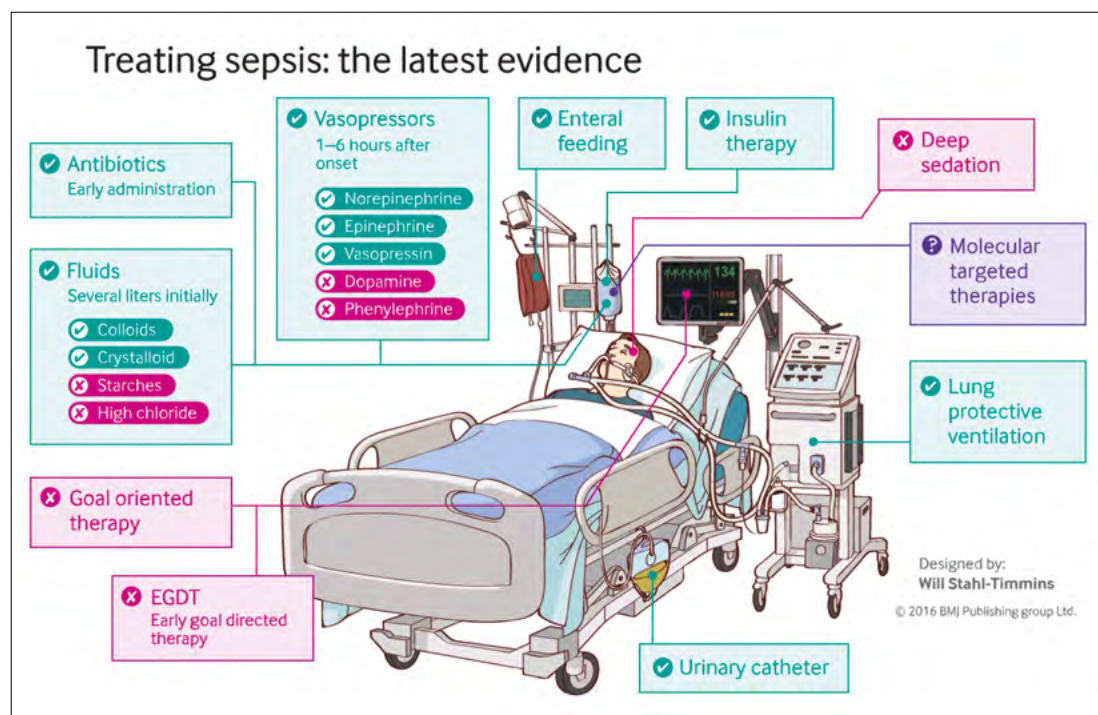 Treating sepsis: the latest evidence
Antibiotics
Early administration
Fluids
Several liters initially
Colloids
Crystalloid
Starches
High chloride
Vasopressors
1–6 hours after
onset
Norepinephrine
Epinephrine
Vasopressin
Dopamine
Phenylephrine
Enteral
feeding
Insulin
therapy
Deep
sedation
? Molecular
targeted
therapies
134
Lung
protective
ventilation
Goal oriented
therapy
EGDT
Early goal directed
therapy
Urinary catheter
Designed by:
Will Stahl-Timmins
© 2016 BMJ Publishing group Ltd.